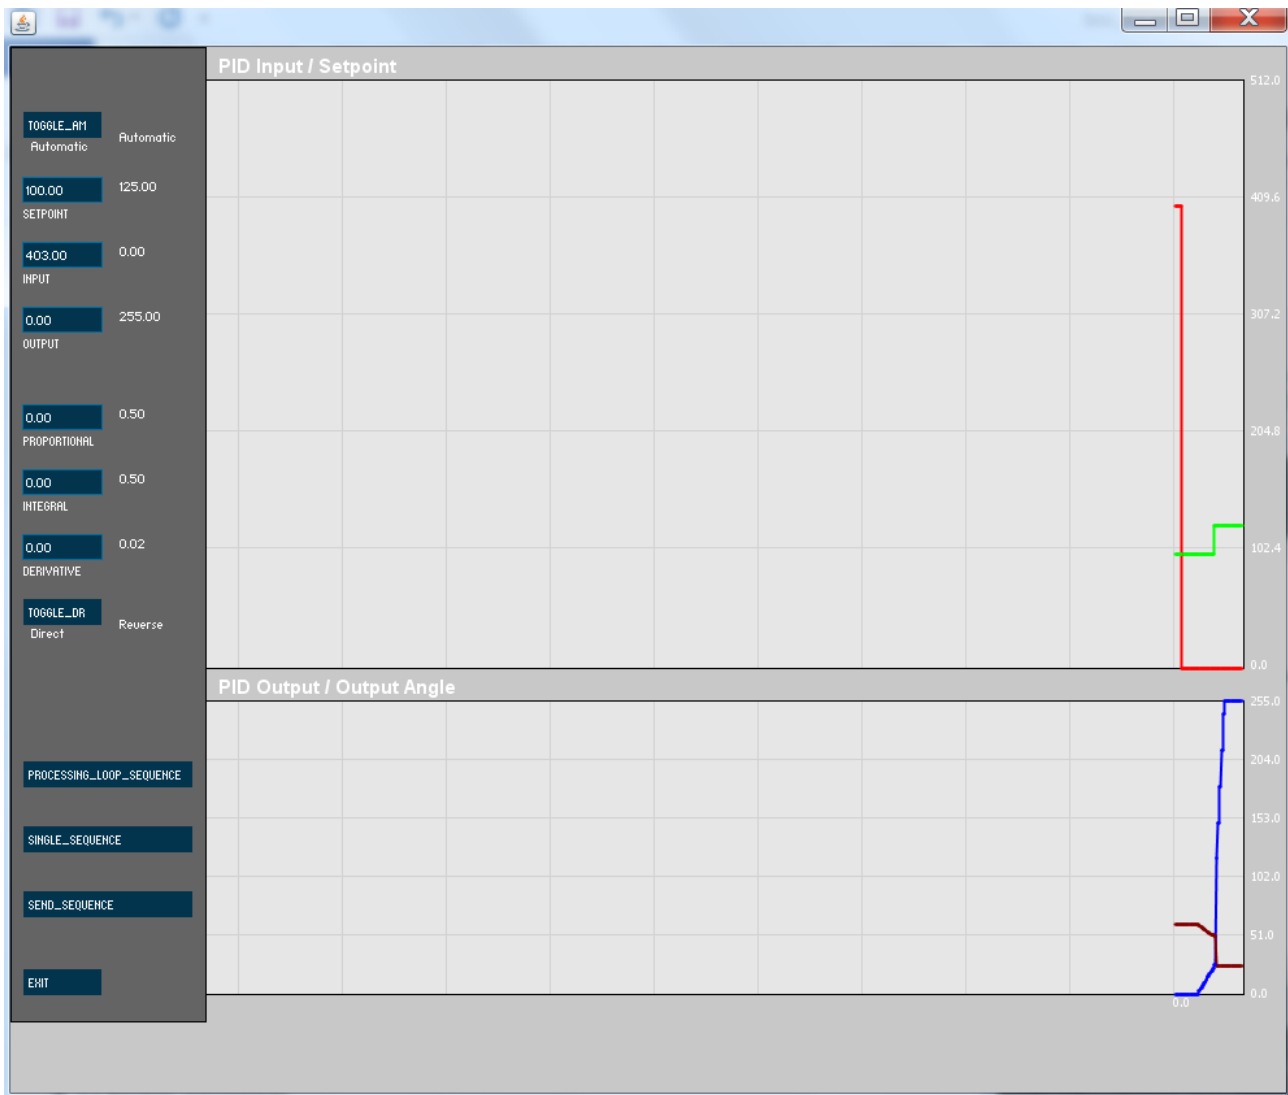 PID Input / Setpoint
512.0
TOGGLE_AM
Automatic
Automatic
100.00
125.00
SETPOINT
409.6
403.00
0.00
INPUT
0.00
255.00
307.2
OUTPUT
0.00
0.50
PROPORTIONAL
204.8
0.00
0.50
INTEGRAL
0.00
0.02
102.4
DERIVATIVE
TOGGLE_DR
Direct
Reverse
0.0
PID Output / Output Angle
255.0
204.0
PROCESSING_LOOP_SEQUENCE
153.0
SINGLE_SEQUENCE
102.0
SEND_SEQUENCE
51.0
EXIT
0.0
0.0